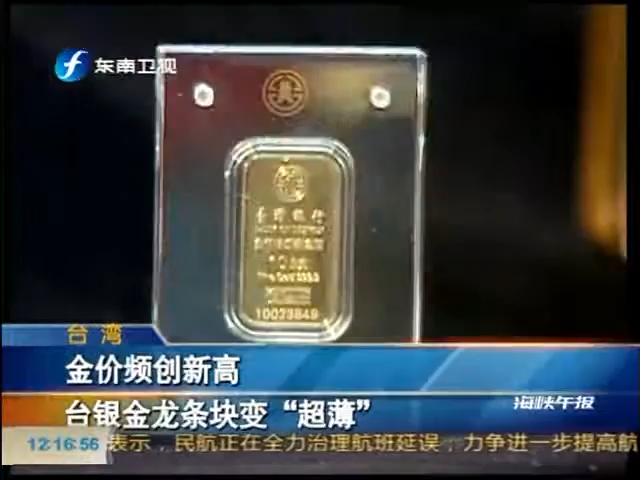 东南卫视
臺灣銀行
10023849
台湾
金价频创新高
台银金龙条块变“超薄”
海峡午报
12:16:56
表示，民航正在全力治理航班延误，力争进一步提高航